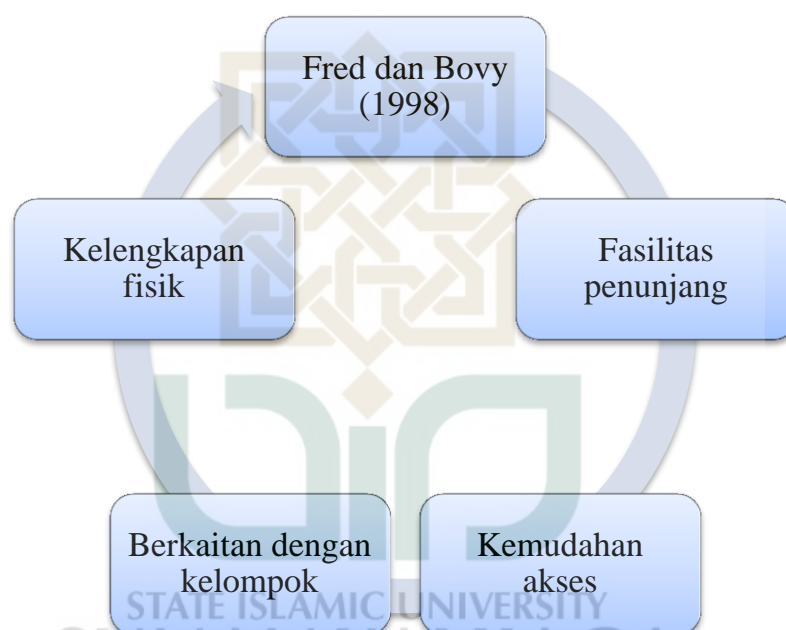 Fred dan Bovy
(1998)
Kelengkapan
fisik
Fasilitas
penunjang
Berkaitan dengan
kelompok
Kemudahan
akses
STATE ISLAMIC UNIVERSITY